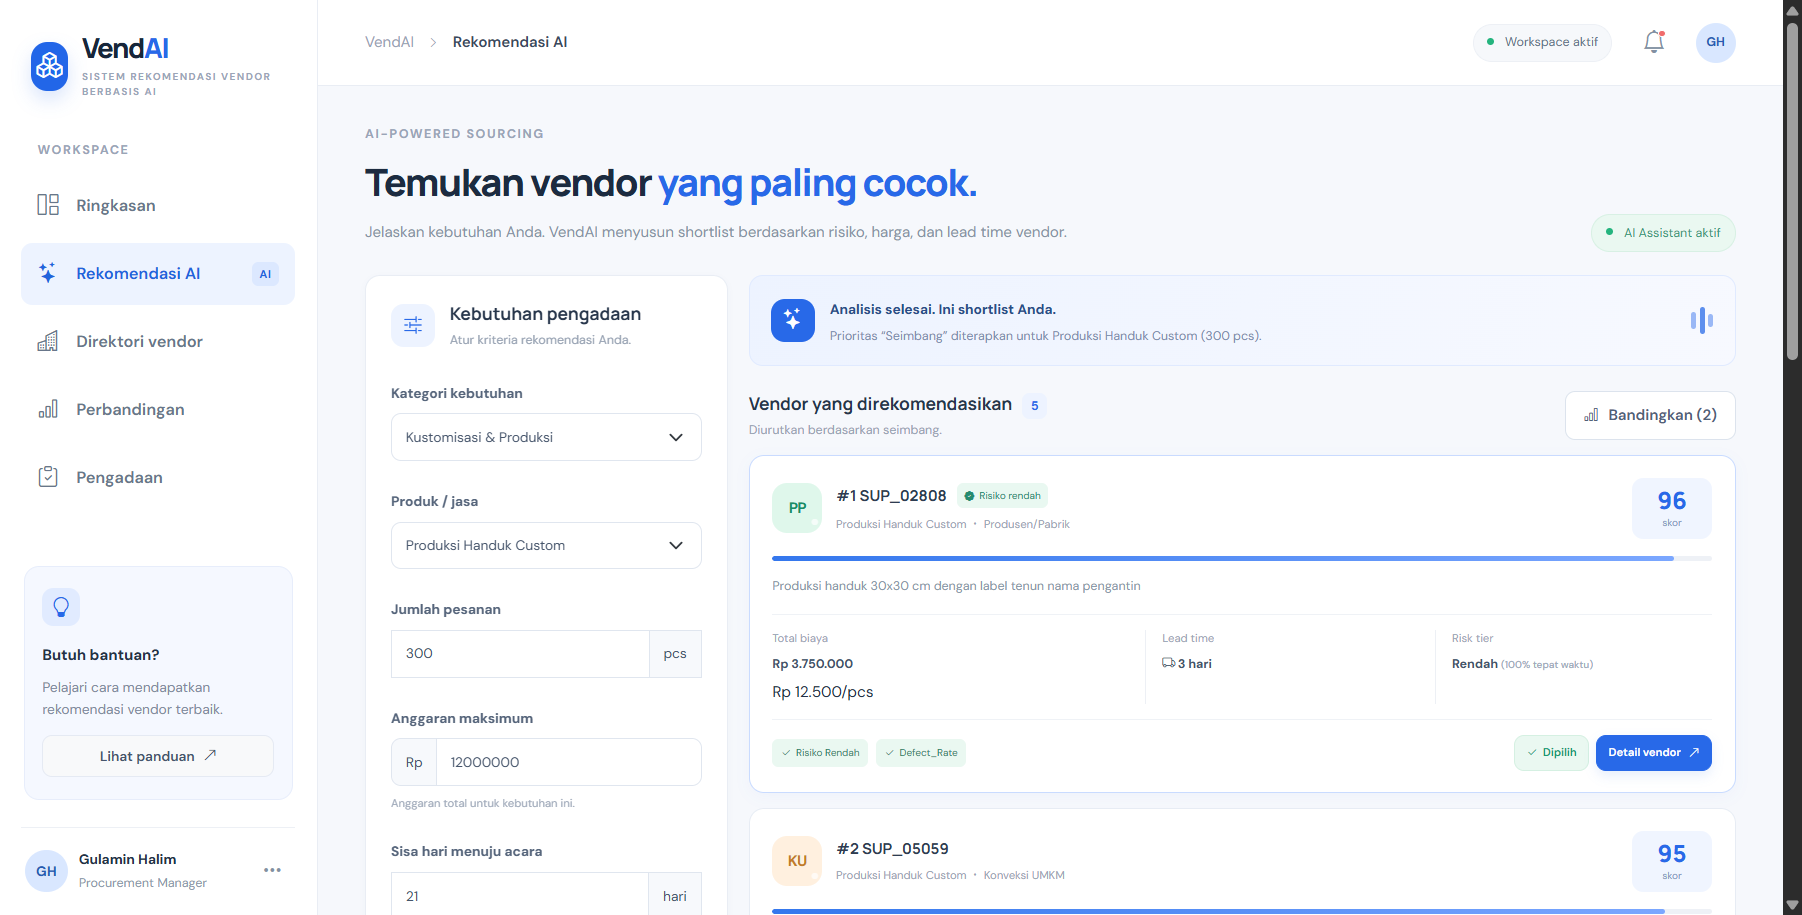 VendAI
SISTEM REKOMENDASI VENDOR
BERBASIS AI
WORKSPACE
Ringkasan
Rekomendasi AI
AI
Direktori vendor
Perbandingan
Pengadaan
Butuh bantuan?
Pelajari cara mendapatkan
rekomendasi vendor terbaik.
Lihat panduan
GH
Gulamin Halim
Procurement Manager
VendAI
Rekomendasi AI
Workspace aktif
GH
AI-POWERED SOURCING
Temukan vendor yang paling cocok.
Jelaskan kebutuhan Anda. VendAI menyusun shortlist berdasarkan risiko, harga, dan lead time vendor.
AI Assistant aktif
Kebutuhan pengadaan
Atur kriteria rekomendasi Anda.
Kategori kebutuhan
Kustomisasi & Produksi
Produk / jasa
Produksi Handuk Custom
Jumlah pesanan
300
pcs
Anggaran maksimum
Rp
12000000
Anggaran total untuk kebutuhan ini.
Sisa hari menuju acara
21
hari
Analisis selesai. Ini shortlist Anda.
Prioritas “Seimbang” diterapkan untuk Produksi Handuk Custom (300 pcs).
Vendor yang direkomendasikan
5
Diurutkan berdasarkan seimbang.
Bandingkan (2)
PP
#1 SUP_02808
Risiko rendah
Produksi Handuk Custom • Produsen/Pabrik
96
skor
Produksi handuk 30x30 cm dengan label tenun nama pengantin
Total biaya
Rp 3.750.000
Rp 12.500/pcs
Lead time
3 hari
Risk tier
Rendah (100% tepat waktu)
Risiko Rendah
Defect_Rate
Dipilih
Detail vendor
KU
#2 SUP_05059
Produksi Handuk Custom • Konveksi UMKM
95
skor